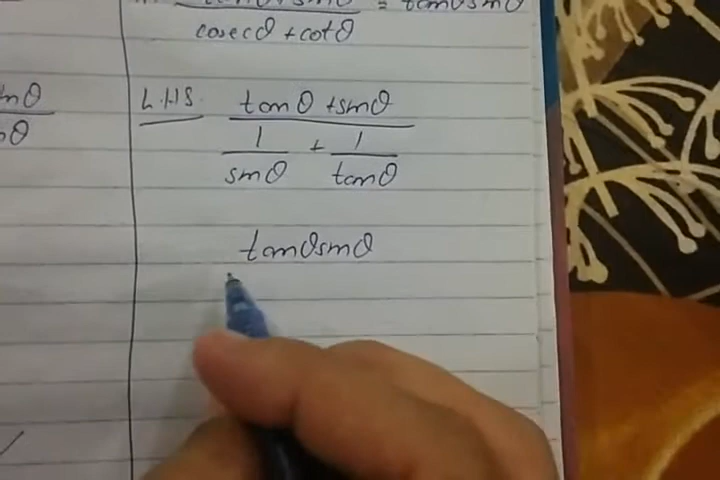 = tanθsinθ
cosecθ + cotθ
L.H.S. tanθ + sinθ
1 + 1
sinθ tanθ
tanθsinθ